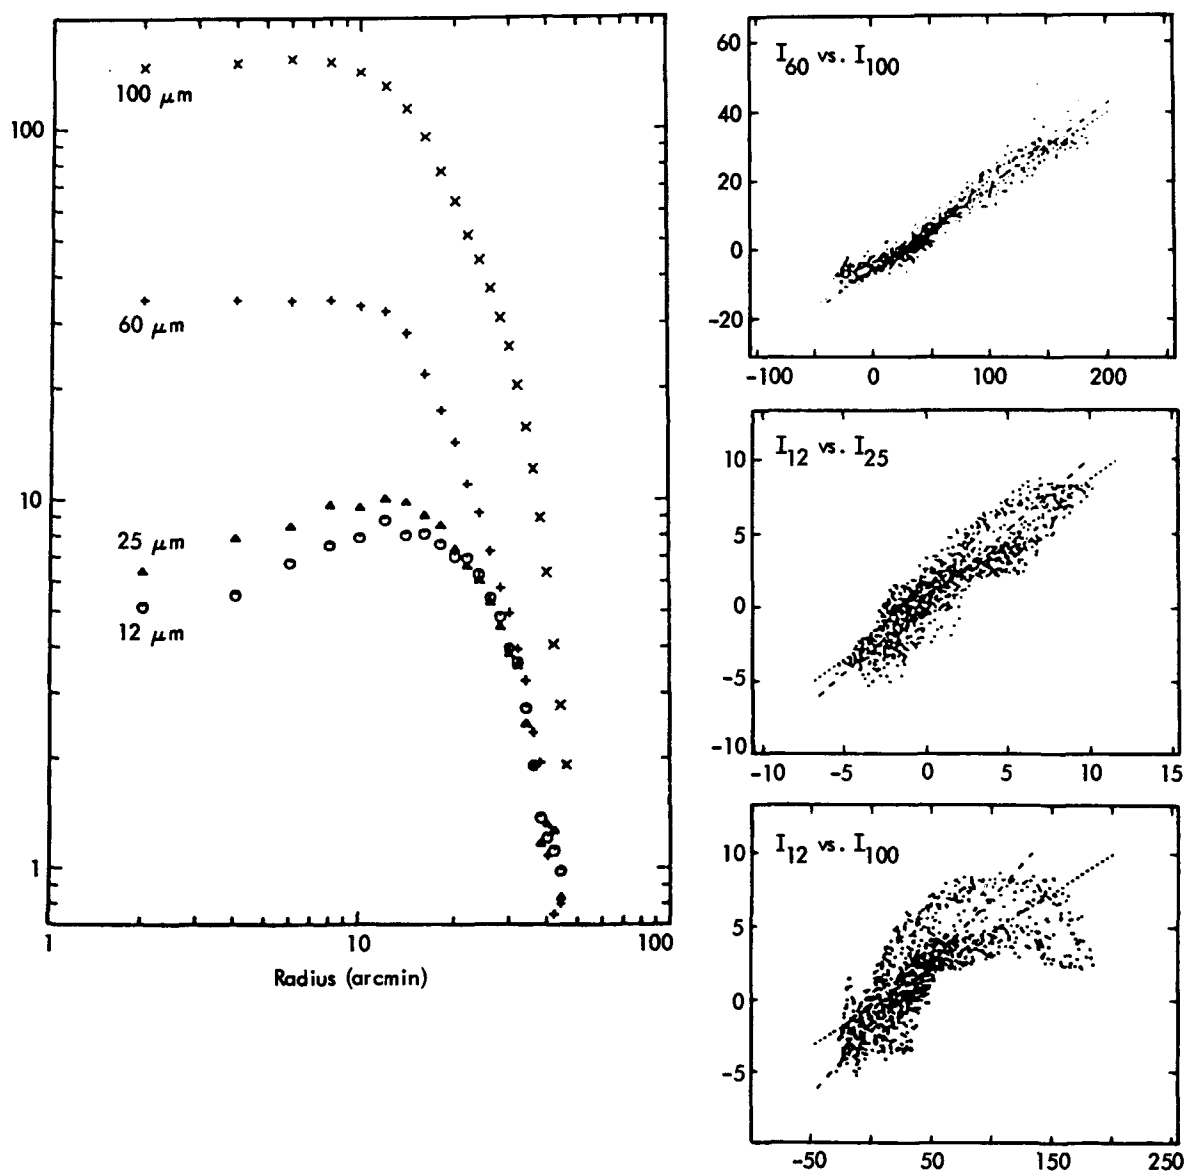 100
10
1
100 μm
60 μm
25 μm
12 μm
1 10 100
Radius (arcmin)
I60 vs. I100
60
40
20
0
−20
−100 0 100 200
I12 vs. I25
10
5
0
−5
−10
−10 −5 0 5 10 15
I12 vs. I100
10
5
0
−5
−50 50 150 250